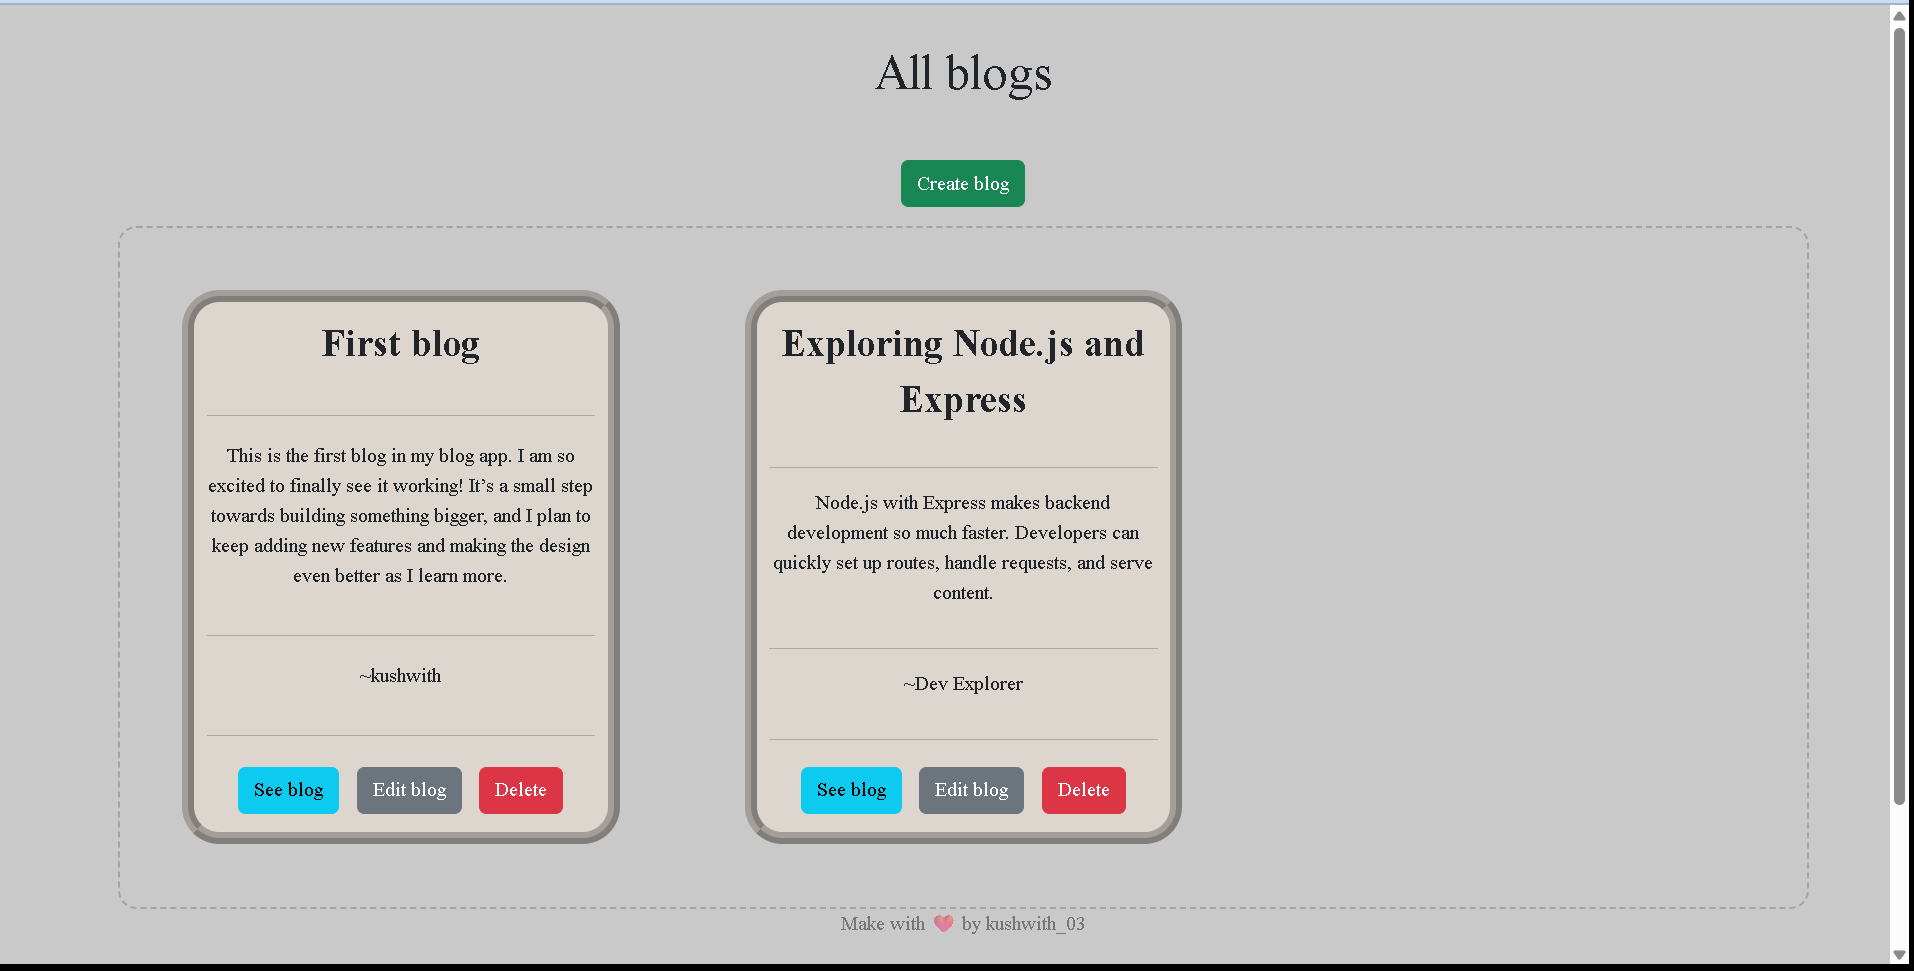 All blogs
Create blog
First blog
This is the first blog in my blog app. I am so
excited to finally see it working! It’s a small step
towards building something bigger, and I plan to
keep adding new features and making the design
even better as I learn more.
~kushwith
See blog Edit blog Delete
Exploring Node.js and
Express
Node.js with Express makes backend
development so much faster. Developers can
quickly set up routes, handle requests, and serve
content.
~Dev Explorer
See blog Edit blog Delete
Make with 💗 by kushwith_03